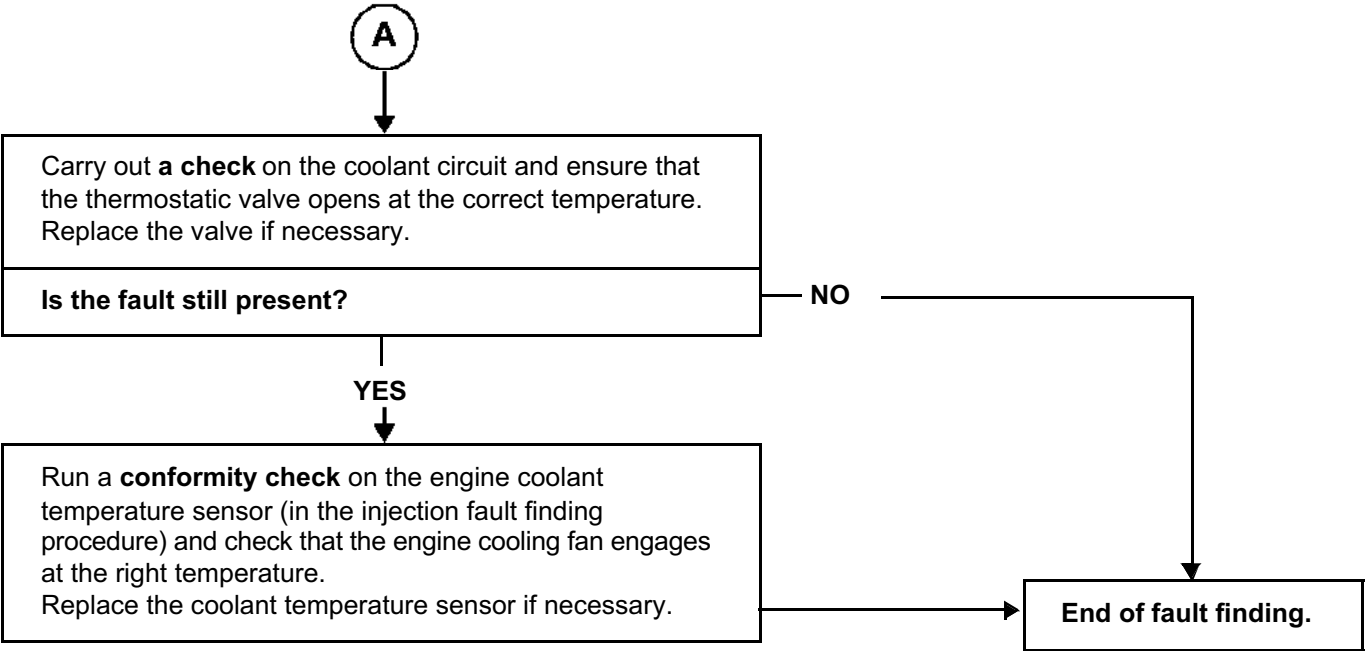 A
Carry out a check on the coolant circuit and ensure that
the thermostatic valve opens at the correct temperature.
Replace the valve if necessary.
Is the fault still present?
NO
YES
Run a conformity check on the engine coolant
temperature sensor (in the injection fault finding
procedure) and check that the engine cooling fan engages
at the right temperature.
Replace the coolant temperature sensor if necessary.
End of fault finding.